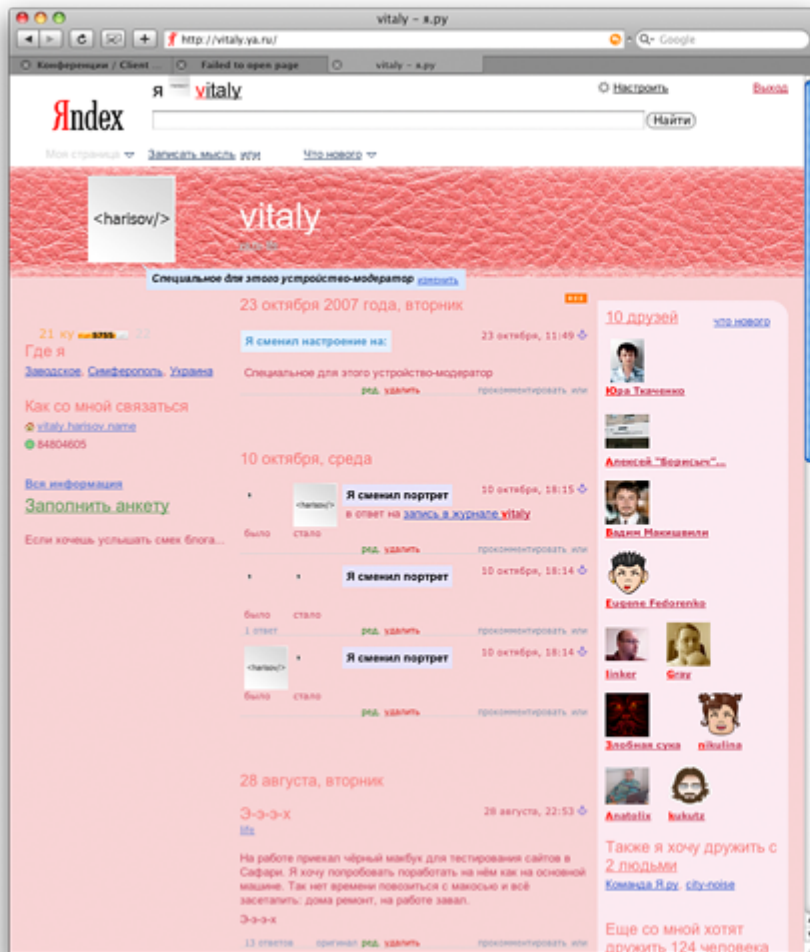 vitaly – я.ру
http://vitaly.ya.ru/
Google
Конференции / Client ...
Failed to open page
vitaly – я.ру
Яndex
я vitaly
Настроить
Выход
Найти
Моя страница
Записать мысль или
Что нового
<harisov/>
vitaly
Специальное для этого устройство-модератор изменить
23 октября 2007 года, вторник
21 ку
22
Где я
Заводское, Симферополь, Украина
Как со мной связаться
vitaly.harisov.name
84804605
Вся информация
Заполнить анкету
Если хочешь услышать смех блога...
Я сменил настроение на:
23 октября, 11:49
Специальное для этого устройство-модератор
ред. удалить
прокомментировать или
10 октября, среда
<harisov/>
Я сменил портрет
10 октября, 18:15
в ответ на запись в журнале vitaly
было
стало
ред. удалить
прокомментировать или
Я сменил портрет
10 октября, 18:14
было
стало
1 ответ
ред. удалить
прокомментировать или
<harisov/>
Я сменил портрет
10 октября, 18:14
было
стало
ред. удалить
прокомментировать или
28 августа, вторник
Э-э-э-х
28 августа, 22:53
life
На работе приехал чёрный макбук для тестирования сайтов в
Сафари. Я хочу попробовать поработать на нём как на основной
машине. Так нет времени повозиться с макосью и всё
засетапить: дома ремонт, на работе завал.
Э-э-э-х
13 ответов
оригинал ред. удалить
прокомментировать или
10 друзей
что нового
Юра Ткаченко
Алексей "Борисыч"...
Вадим Макишвили
Eugene Fedorenko
linker
Gray
Злобная сука
nikulina
Anatolix
kukutz
Также я хочу дружить с
2 людьми
Команда Я.ру, city-noise
Еще со мной хотят
дружить 124 человека